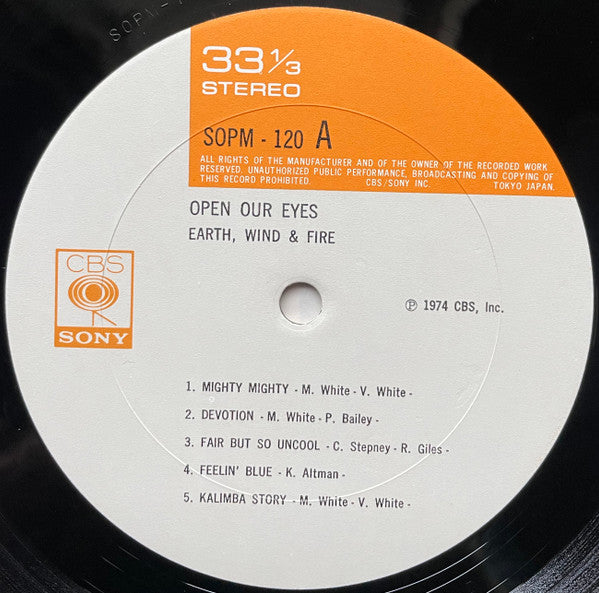 SOPM-1
33 1/3
STEREO
SOPM - 120 A
ALL RIGHTS OF THE MANUFACTURER AND OF THE OWNER OF THE RECORDED WORK
RESERVED. UNAUTHORIZED PUBLIC PERFORMANCE, BROADCASTING AND COPYING OF
THIS RECORD PROHIBITED. CBS/SONY INC. TOKYO JAPAN.
OPEN OUR EYES
EARTH, WIND & FIRE
CBS
SONY
℗ 1974 CBS, Inc.
1. MIGHTY MIGHTY - M. White - V. White -
2. DEVOTION - M. White - P. Bailey -
3. FAIR BUT SO UNCOOL - C. Stepney - R. Giles -
4. FEELIN' BLUE - K. Altman -
5. KALIMBA STORY - M. White - V. White -